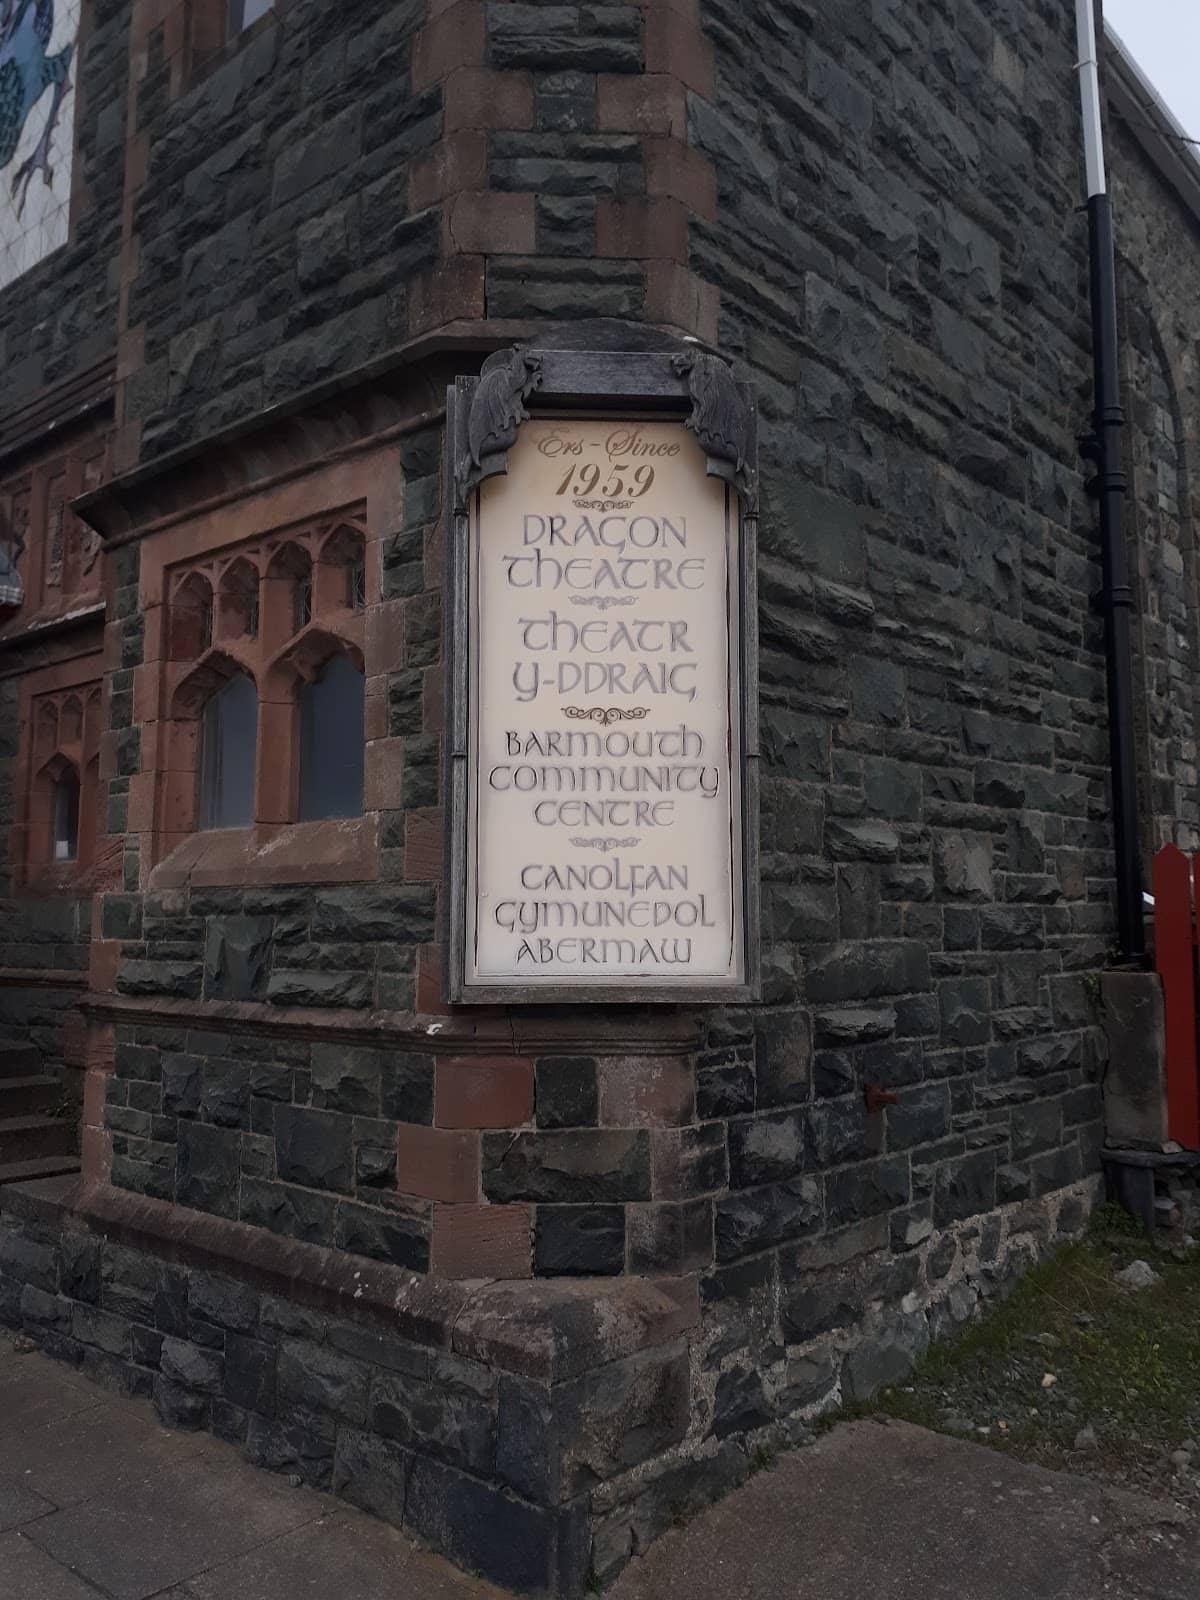 Ers - Since
1959
DRAGON
THEATRE
THEATR
Y-DDRAIG
BARMOUTH
COMMUNITY
CENTRE
CANOLFAN
GYMUNEDOL
ABERMAW